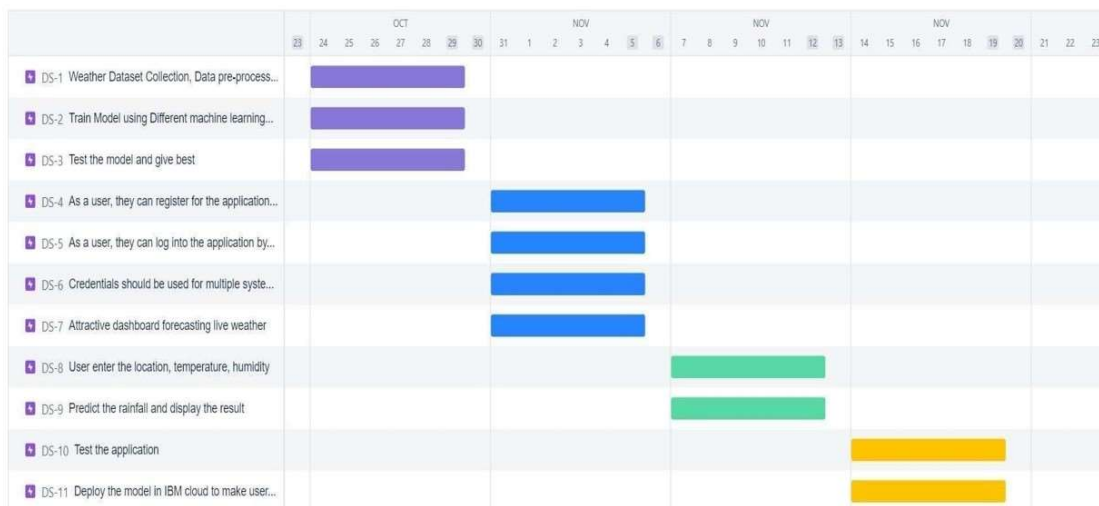 OCT NOV NOV NOV
23 24 25 26 27 28 29 30 31 1 2 3 4 5 6 7 8 9 10 11 12 13 14 15 16 17 18 19 20 21 22 23
DS-1 Weather Dataset Collection, Data pre-process...
DS-2 Train Model using Different machine learning...
DS-3 Test the model and give best
DS-4 As a user, they can register for the application...
DS-5 As a user, they can log into the application by...
DS-6 Credentials should be used for multiple syste...
DS-7 Attractive dashboard forecasting live weather
DS-8 User enter the location, temperature, humidity
DS-9 Predict the rainfall and display the result
DS-10 Test the application
DS-11 Deploy the model in IBM cloud to make user...